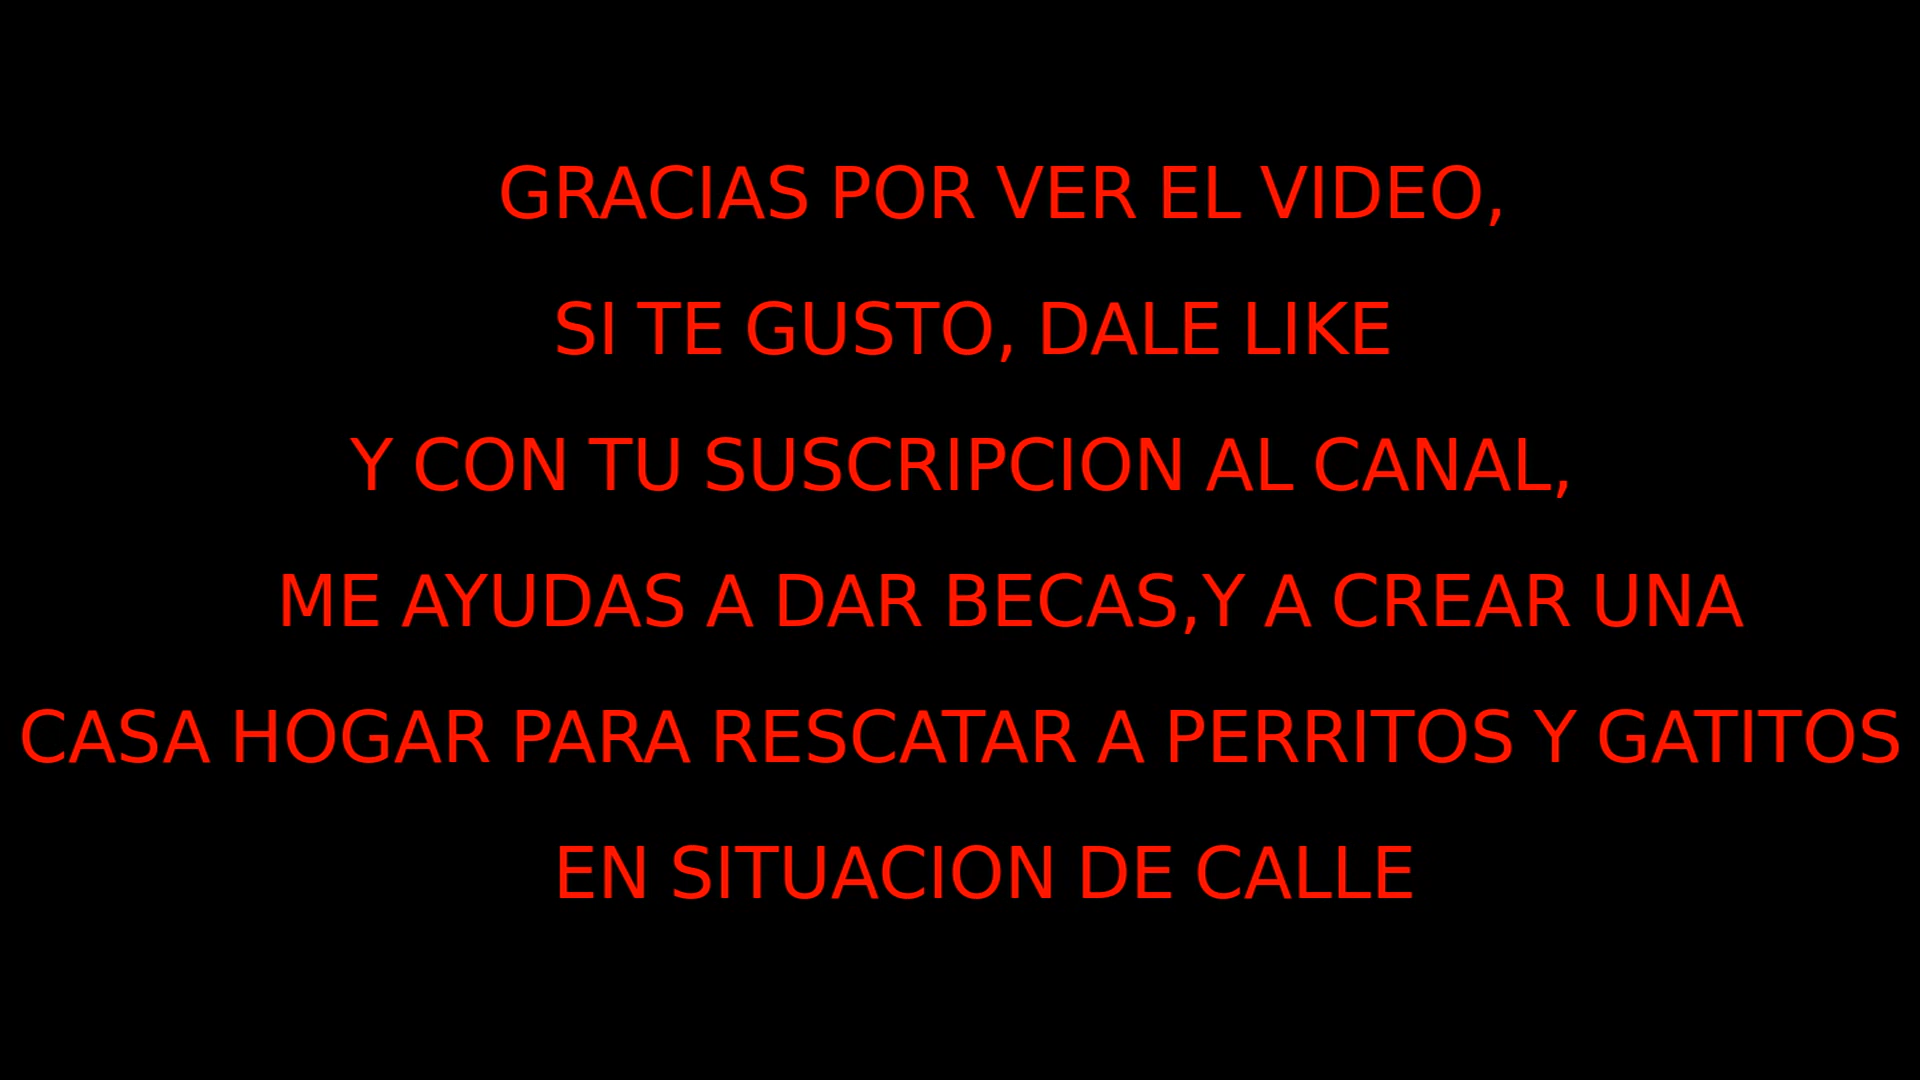 GRACIAS POR VER EL VIDEO,
SI TE GUSTO, DALE LIKE
Y CON TU SUSCRIPCION AL CANAL,
ME AYUDAS A DAR BECAS,Y A CREAR UNA
CASA HOGAR PARA RESCATAR A PERRITOS Y GATITOS
EN SITUACION DE CALLE